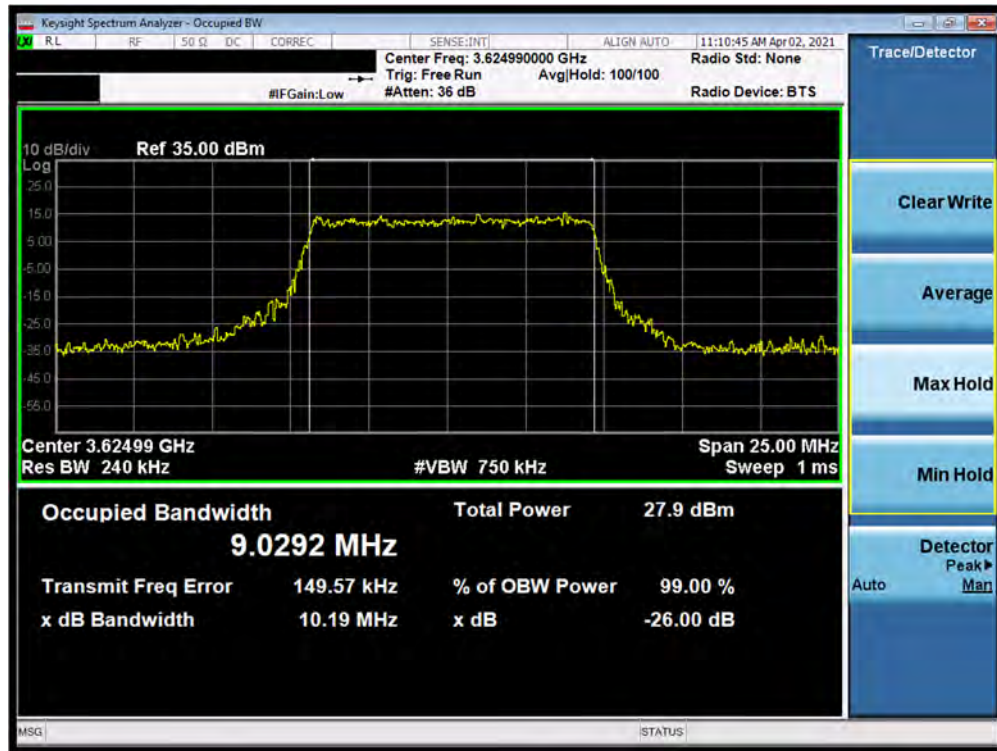 Keysight Spectrum Analyzer - Occupied BW
LXI RL RF 50 Ω DC CORREC SENSE:INT ALIGN AUTO 11:10:45 AM Apr 02, 2021
Center Freq: 3.624990000 GHz Radio Std: None
Trig: Free Run Avg|Hold: 100/100
#IFGain:Low #Atten: 36 dB Radio Device: BTS
10 dB/div Ref 35.00 dBm
Log
25.0
15.0
5.00
-5.00
-15.0
-25.0
-35.0
-45.0
-55.0
Center 3.62499 GHz Span 25.00 MHz
Res BW 240 kHz #VBW 750 kHz Sweep 1 ms
Occupied Bandwidth Total Power 27.9 dBm
9.0292 MHz
Transmit Freq Error 149.57 kHz % of OBW Power 99.00 %
x dB Bandwidth 10.19 MHz x dB -26.00 dB
MSG STATUS
Trace/Detector
Clear Write
Average
Max Hold
Min Hold
Detector
Peak▶
Auto Man